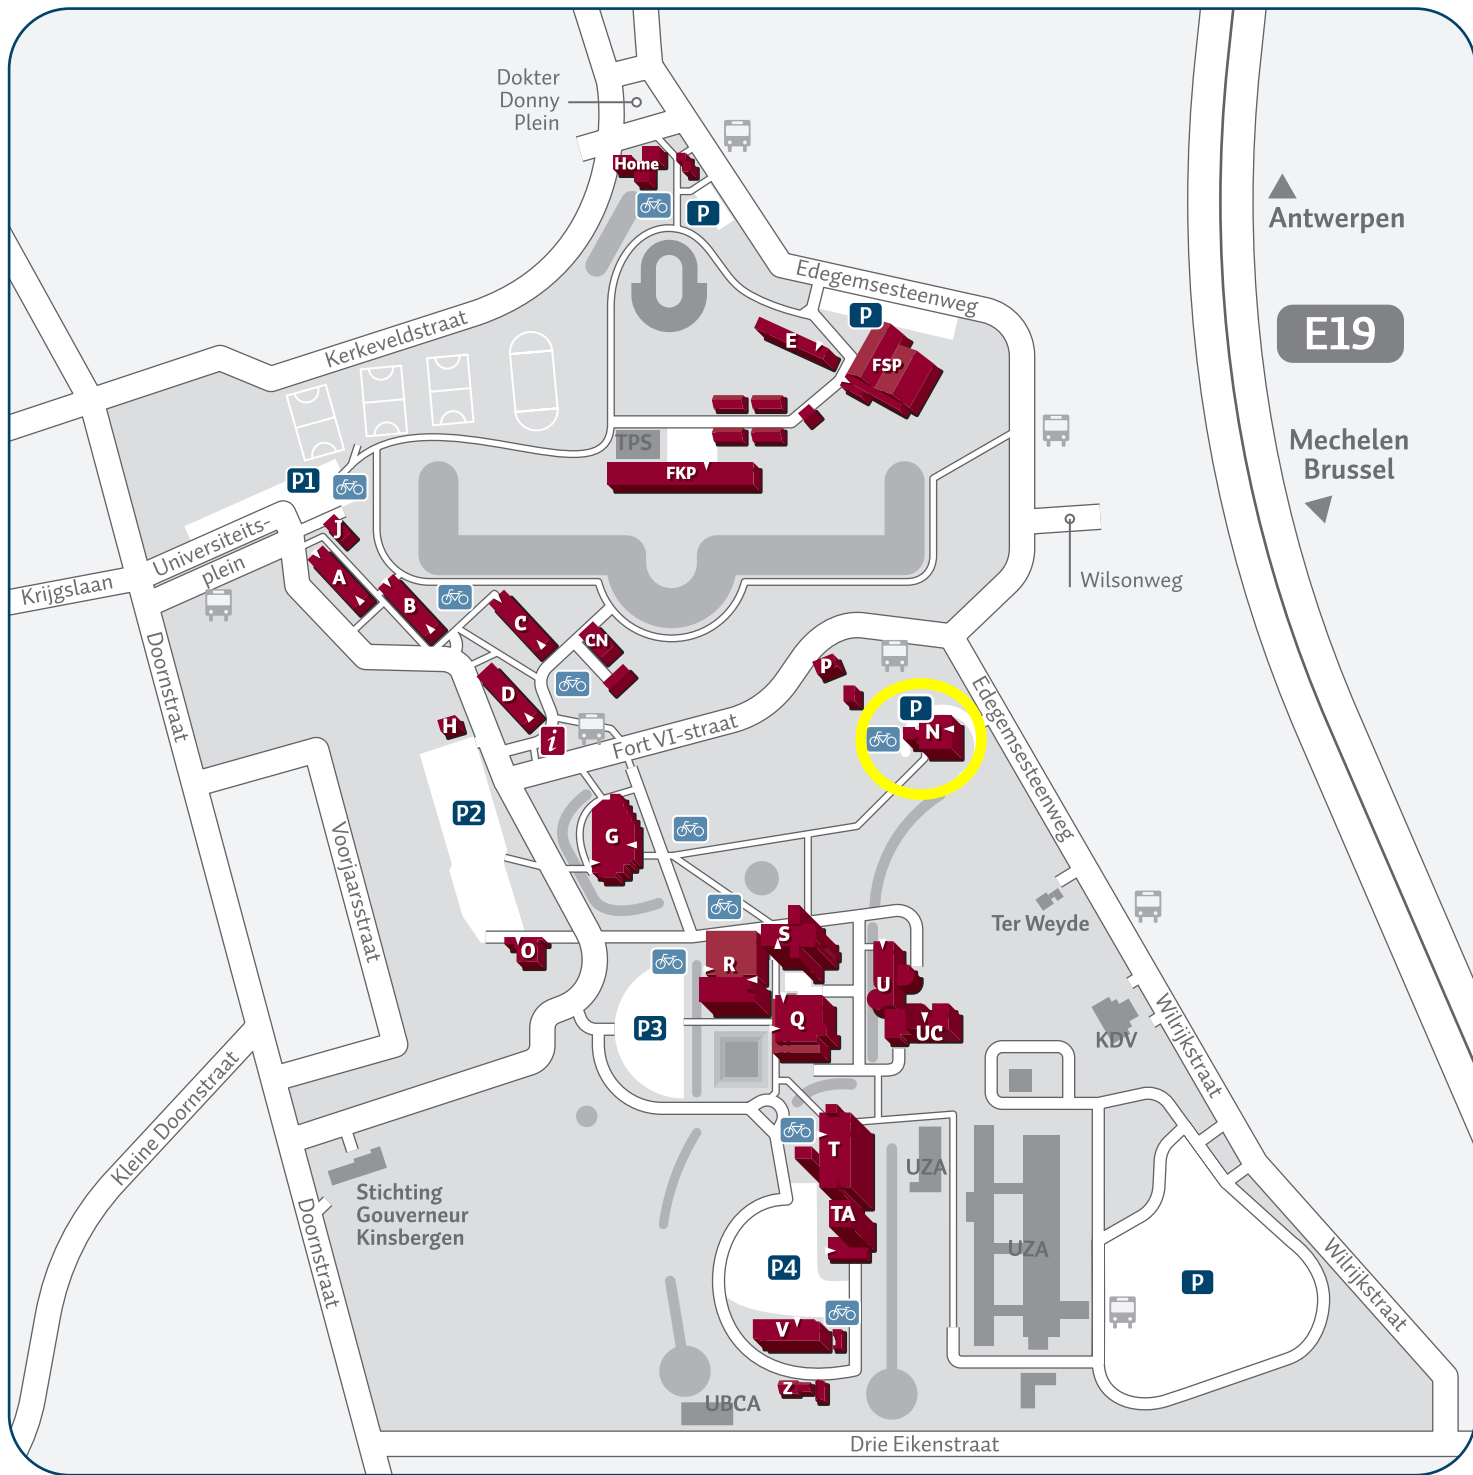 Dokter
Donny
Plein
Home
P
Antwerpen
Edegemsesteenweg
P
E19
Kerkeveldstraat
E
FSP
Mechelen
Brussel
TPS
FKP
P1
Universiteits-
plein
J
Krijgslaan
A
B
C
CN
Wilsonweg
Doornstraat
D
H
i
Fort VI-straat
P
P
N
Edegemsesteenweg
P2
G
Voorjaarsstraat
Ter Weyde
O
R
S
U
Q
UC
P3
KDV
Wilrijkstraat
Kleine Doornstraat
T
UZA
TA
Stichting
Gouverneur
Kinsbergen
Doornstraat
UZA
P4
P
Wilrijkstraat
V
Z
UBCA
Drie Eikenstraat